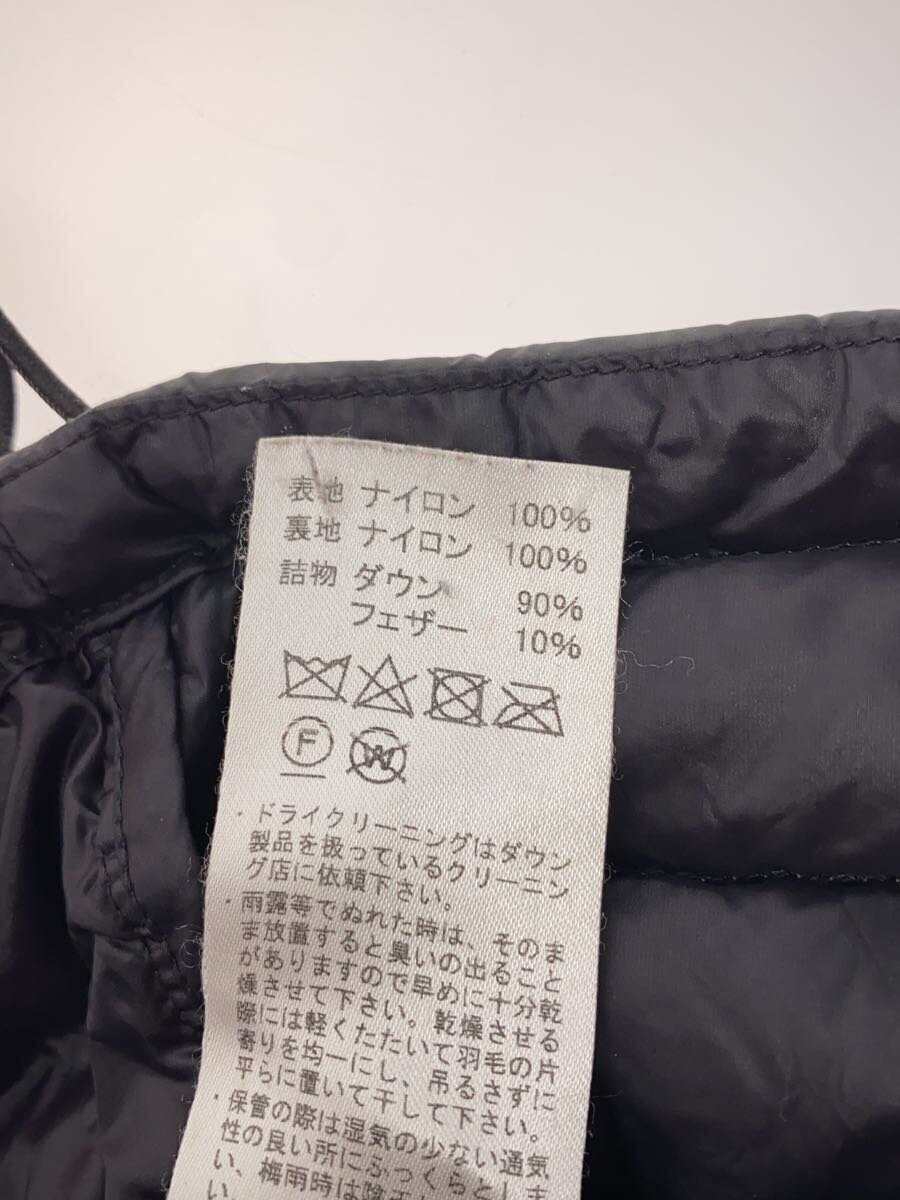 表地 ナイロン 100%
裏地 ナイロン 100%
詰物 ダウン 90%
フェザー 10%
F
W
・ドライクリーニングはダウン
製品を扱っているクリーニン
グ店に依頼下さい。
・雨露等でぬれた時は、そのま
ま放置すると臭いの出ること
がありますので早めに十分乾
燥させて下さい。乾燥させる
際には軽くたたいて羽毛の片
寄りを均一にし、吊るさずに
平らに置いて干して下さい。
・保管の際は湿気の少ない通気
性の良い所にふっくらとしま
い、梅雨時は陰干